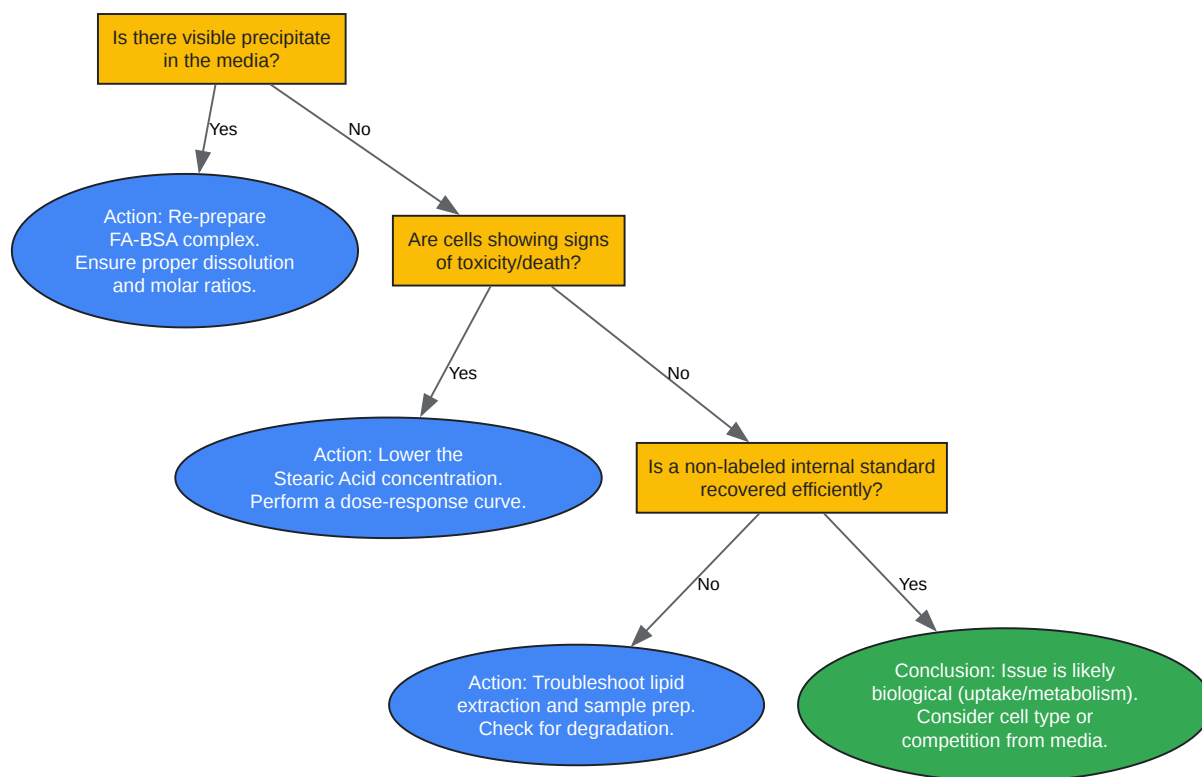 Is there visible precipitate
in the media?
Yes
No
Action: Re-prepare
FA-BSA complex.
Ensure proper dissolution
and molar ratios.
Are cells showing signs
of toxicity/death?
Yes
No
Action: Lower the
Stearic Acid concentration.
Perform a dose-response curve.
Is a non-labeled internal standard
recovered efficiently?
No
Yes
Action: Troubleshoot lipid
extraction and sample prep.
Check for degradation.
Conclusion: Issue is likely
biological (uptake/metabolism).
Consider cell type or
competition from media.